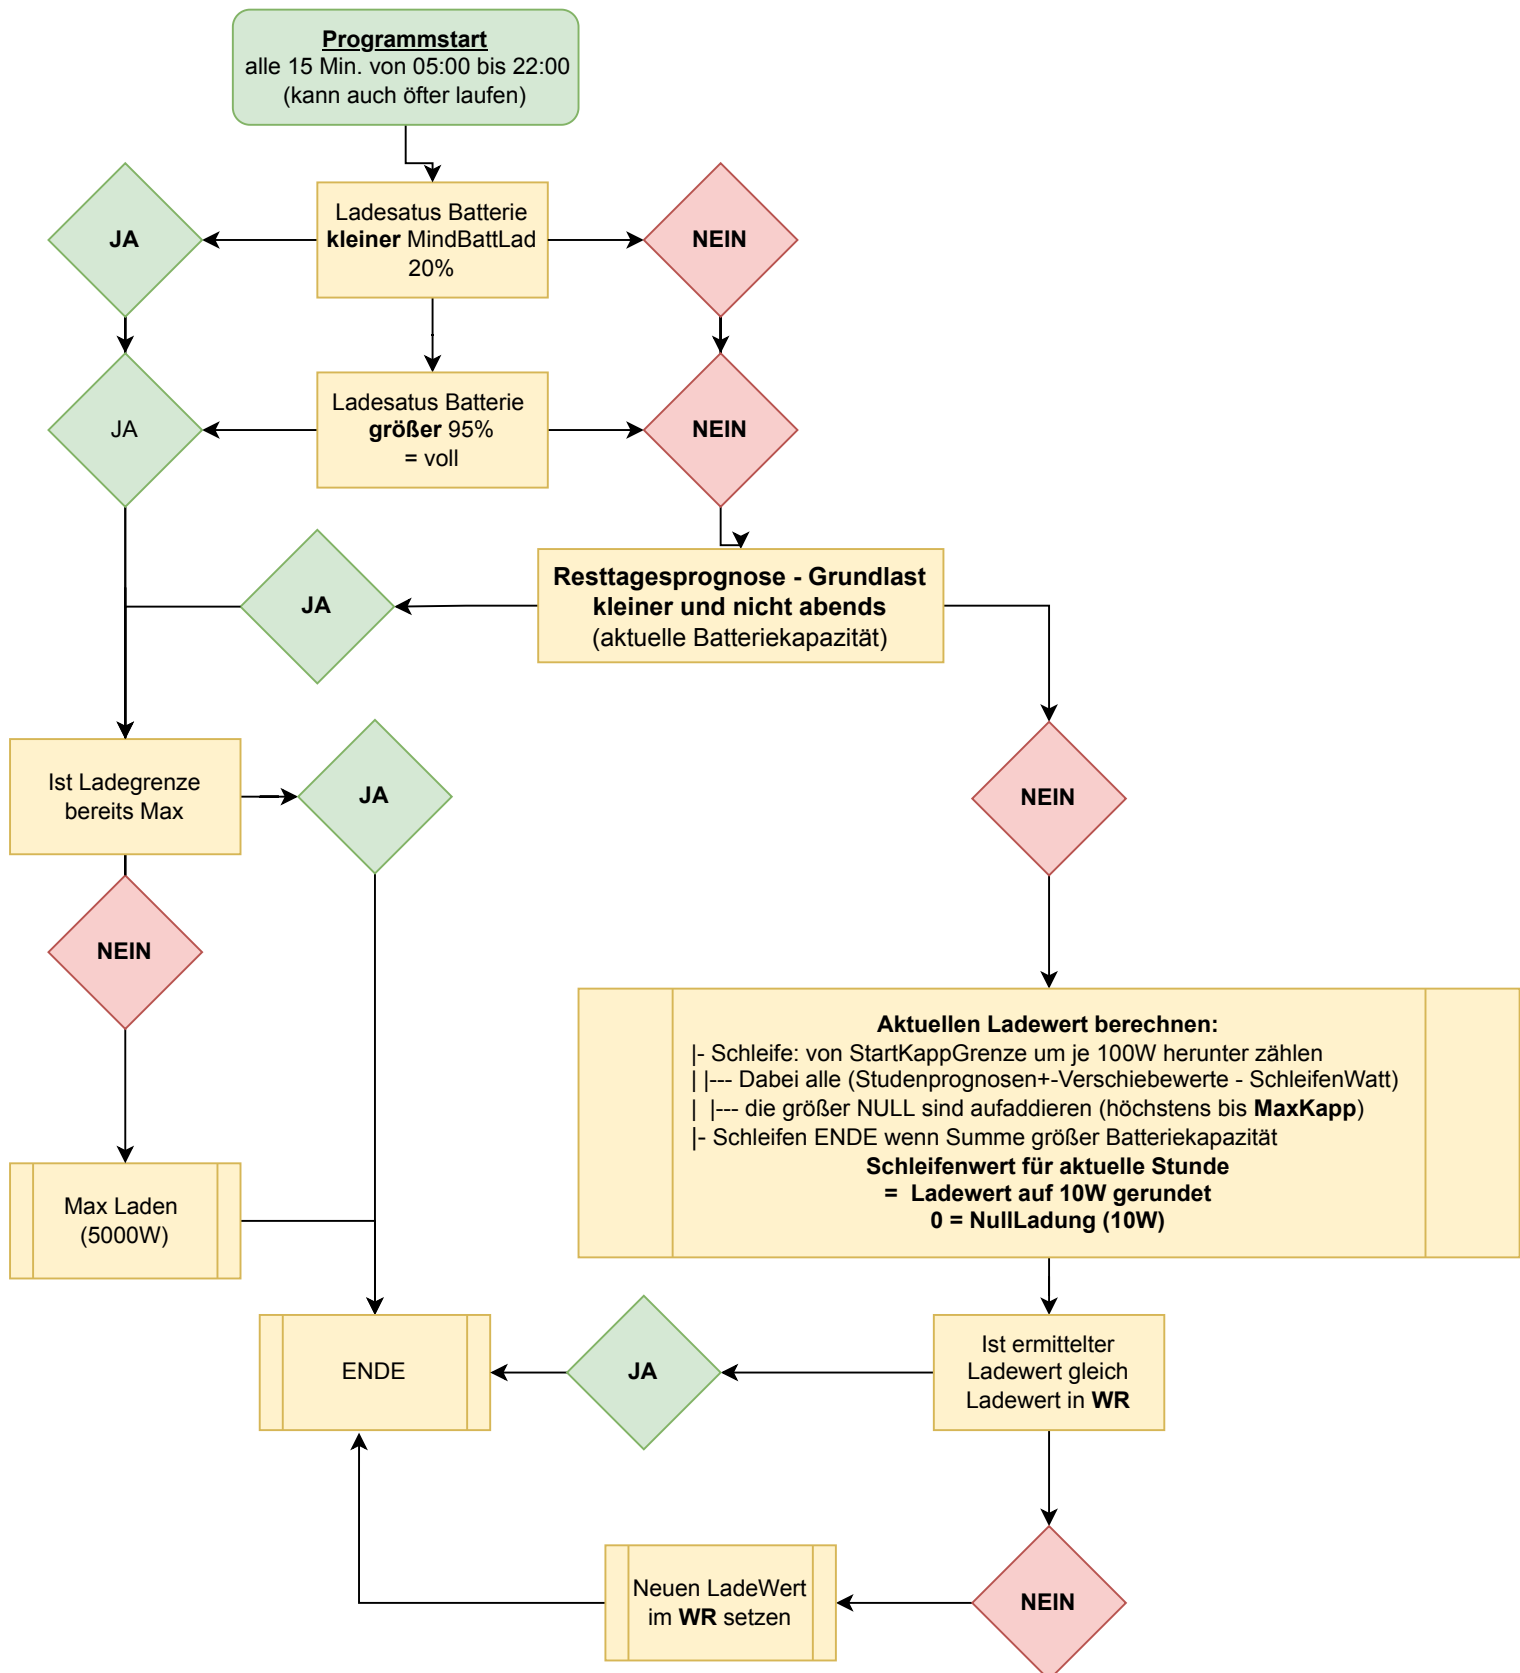 Programmstart
alle 15 Min. von 05:00 bis 22:00
(kann auch öfter laufen)
JA
Ladesatus Batterie
kleiner MindBattLad
20%
NEIN
JA
Ladesatus Batterie
größer 95%
= voll
NEIN
JA
Resttagesprognose - Grundlast
kleiner und nicht abends
(aktuelle Batteriekapazität)
Ist Ladegrenze
bereits Max
JA
NEIN
NEIN
Aktuellen Ladewert berechnen:
|- Schleife: von StartKappGrenze um je 100W herunter zählen
| |--- Dabei alle (Studenprognosen+-Verschiebewerte - SchleifenWatt)
| |--- die größer NULL sind aufaddieren (höchstens bis MaxKapp)
|- Schleifen ENDE wenn Summe größer Batteriekapazität
Schleifenwert für aktuelle Stunde
= Ladewert auf 10W gerundet
0 = NullLadung (10W)
Max Laden
(5000W)
ENDE
JA
Ist ermittelter
Ladewert gleich
Ladewert in WR
Neuen LadeWert
im WR setzen
NEIN